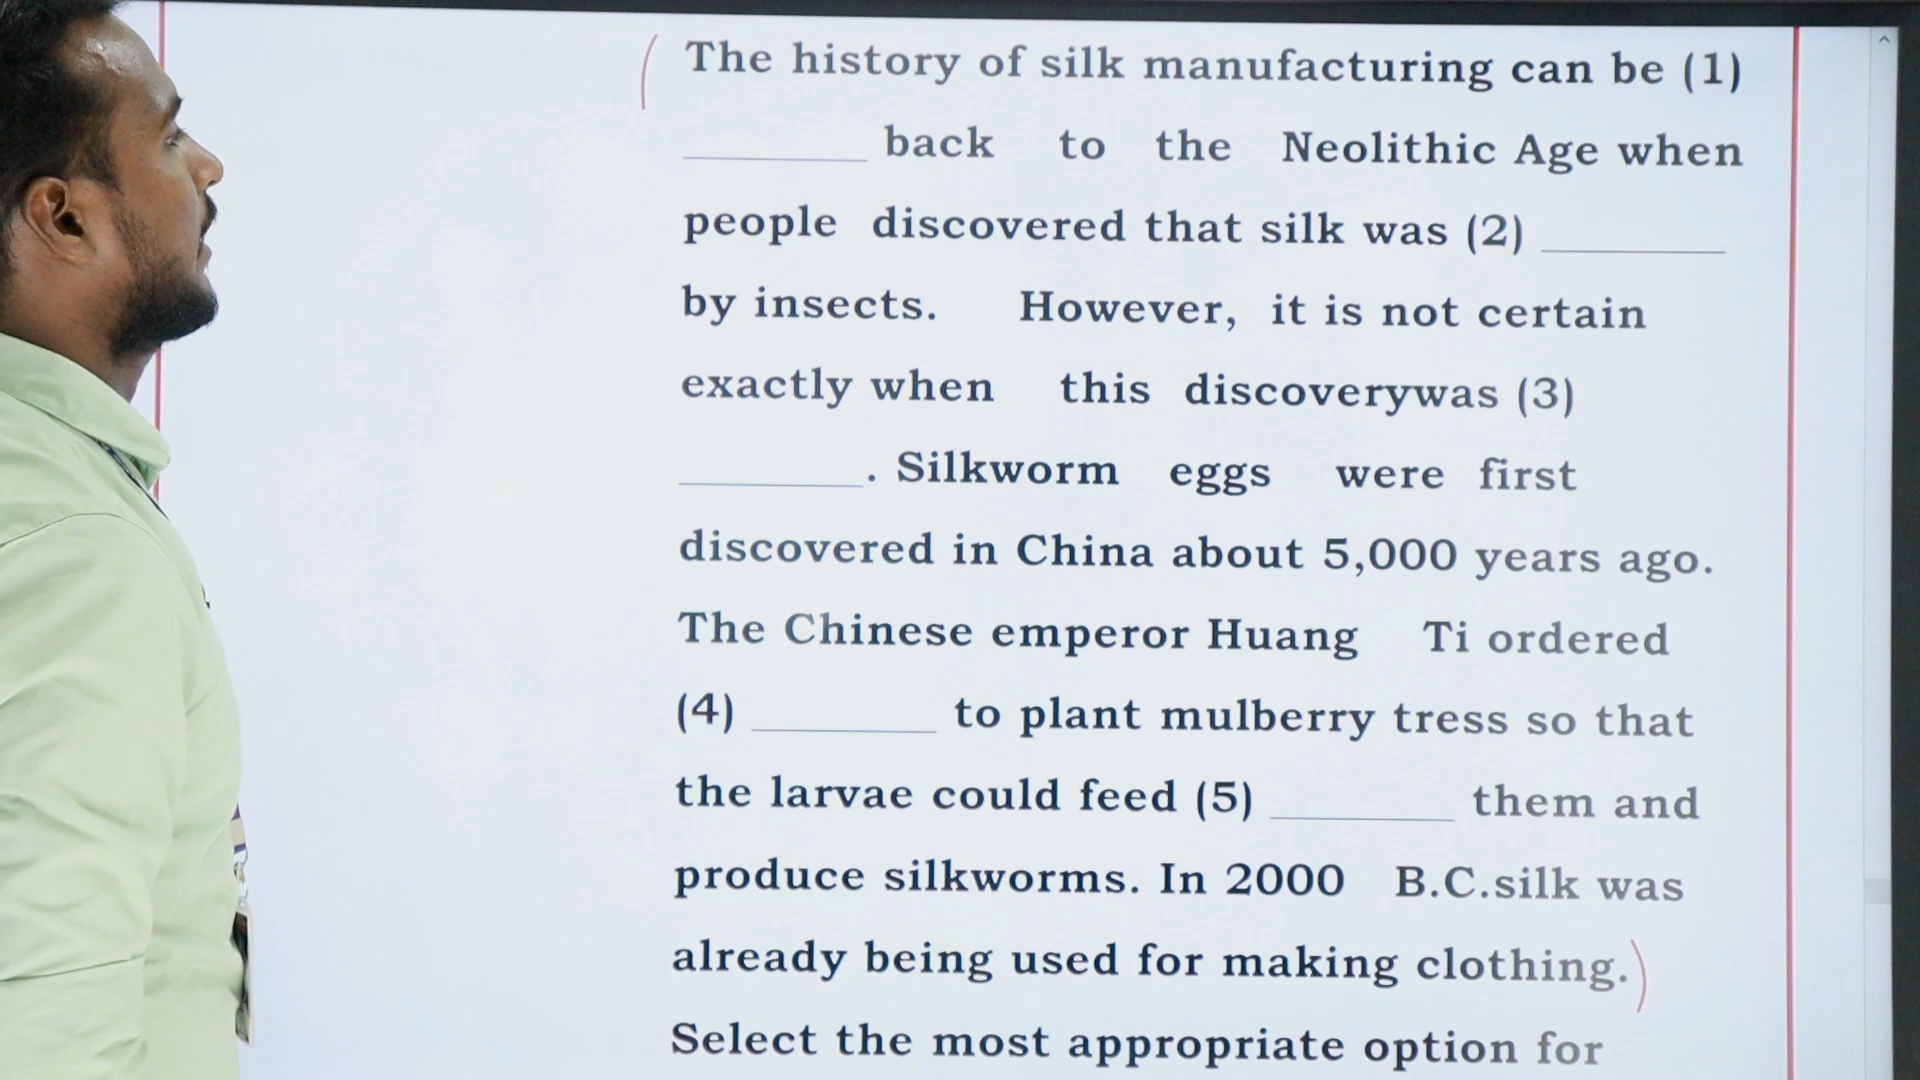 The history of silk manufacturing can be (1)
________ back to the Neolithic Age when
people discovered that silk was (2) ________
by insects. However, it is not certain
exactly when this discoverywas (3)
________. Silkworm eggs were first
discovered in China about 5,000 years ago.
The Chinese emperor Huang Ti ordered
(4) ________ to plant mulberry tress so that
the larvae could feed (5) ________ them and
produce silkworms. In 2000 B.C.silk was
already being used for making clothing.
Select the most appropriate option for